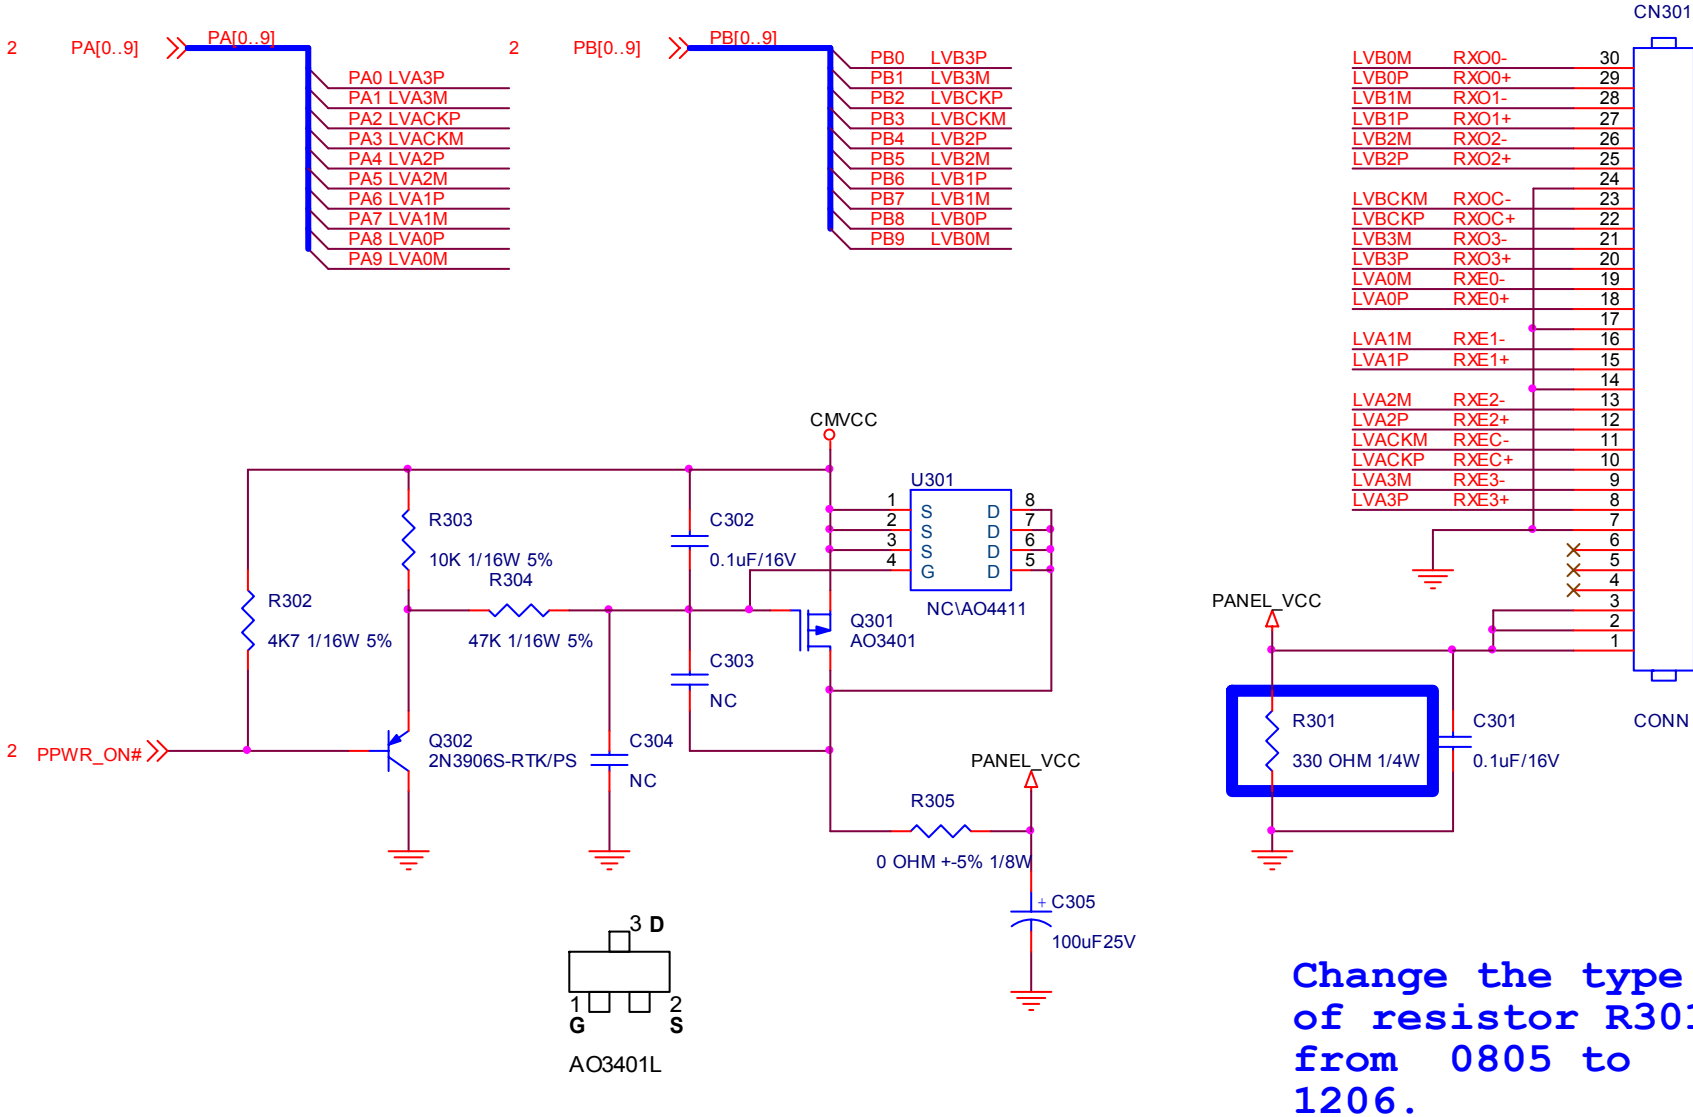 CN301
2 PA[0..9] PA[0..9]
PA0 LVA3P
PA1 LVA3M
PA2 LVACKP
PA3 LVACKM
PA4 LVA2P
PA5 LVA2M
PA6 LVA1P
PA7 LVA1M
PA8 LVA0P
PA9 LVA0M
2 PB[0..9] PB[0..9]
PB0 LVB3P
PB1 LVB3M
PB2 LVBCKP
PB3 LVBCKM
PB4 LVB2P
PB5 LVB2M
PB6 LVB1P
PB7 LVB1M
PB8 LVB0P
PB9 LVB0M
LVB0M RXO0- 30
LVB0P RXO0+ 29
LVB1M RXO1- 28
LVB1P RXO1+ 27
LVB2M RXO2- 26
LVB2P RXO2+ 25
24
LVBCKM RXOC- 23
LVBCKP RXOC+ 22
LVB3M RXO3- 21
LVB3P RXO3+ 20
LVA0M RXE0- 19
LVA0P RXE0+ 18
17
LVA1M RXE1- 16
LVA1P RXE1+ 15
14
LVA2M RXE2- 13
LVA2P RXE2+ 12
LVACKM RXEC- 11
LVACKP RXEC+ 10
LVA3M RXE3- 9
LVA3P RXE3+ 8
7
6
5
4
3
2
1
CONN
CMVCC
U301
1 S D 8
2 S D 7
3 S D 6
4 G D 5
NC\AO4411
R303
10K 1/16W 5%
C302
0.1uF/16V
R304
47K 1/16W 5%
R302
4K7 1/16W 5%
Q301
AO3401
C303
NC
2 PPWR_ON#
Q302
2N3906S-RTK/PS
C304
NC
PANEL_VCC
R305
0 OHM +-5% 1/8W
+ C305
100uF25V
PANEL_VCC
R301
330 OHM 1/4W
C301
0.1uF/16V
3 D
1 2
G S
AO3401L
Change the type
of resistor R301
from 0805 to
1206.